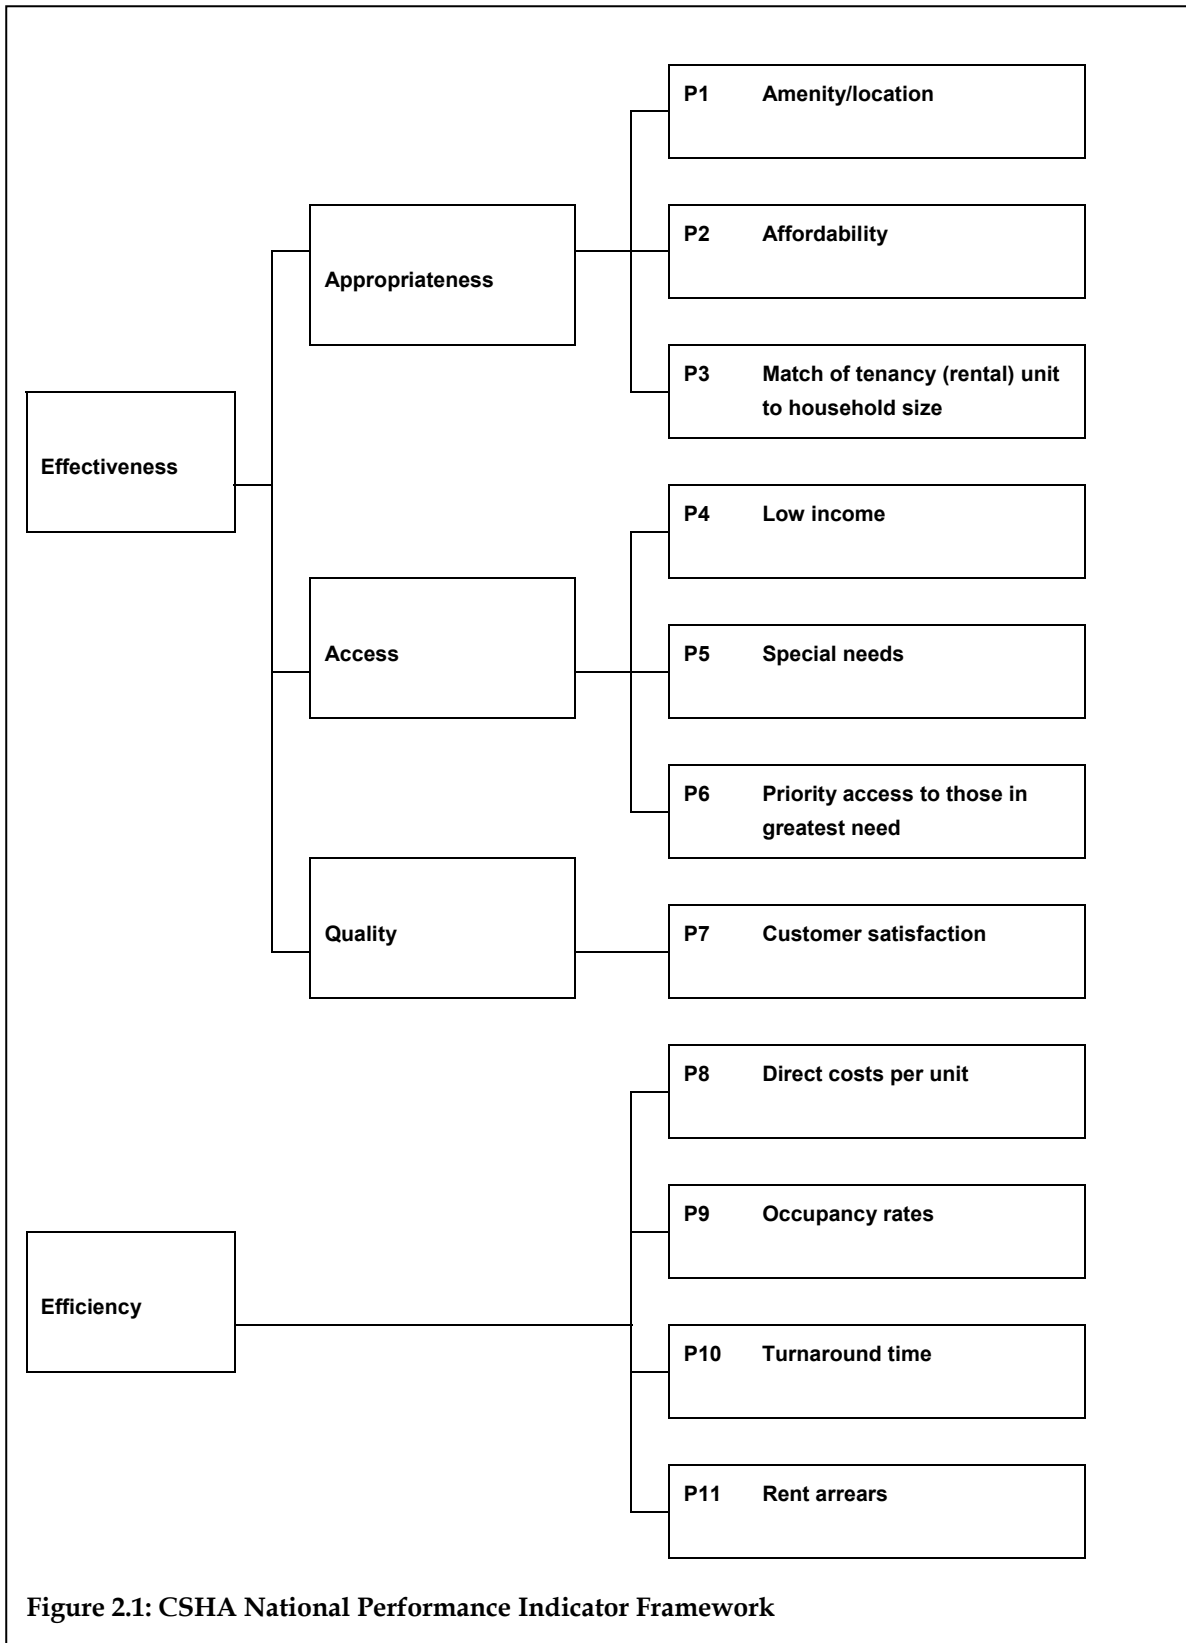 P1 Amenity/location
P2 Affordability
Appropriateness
P3 Match of tenancy (rental) unit
to household size
Effectiveness
P4 Low income
P5 Special needs
Access
P6 Priority access to those in
greatest need
P7 Customer satisfaction
Quality
P8 Direct costs per unit
P9 Occupancy rates
Efficiency
P10 Turnaround time
P11 Rent arrears
Figure 2.1: CSHA National Performance Indicator Framework